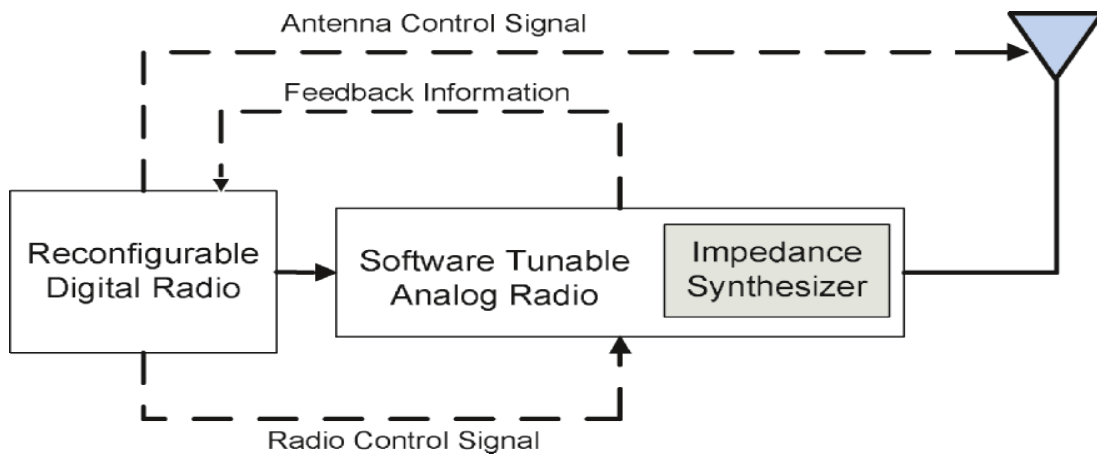 Antenna Control Signal
Feedback Information
Reconfigurable
Digital Radio
Software Tunable
Analog Radio
Impedance
Synthesizer
Radio Control Signal